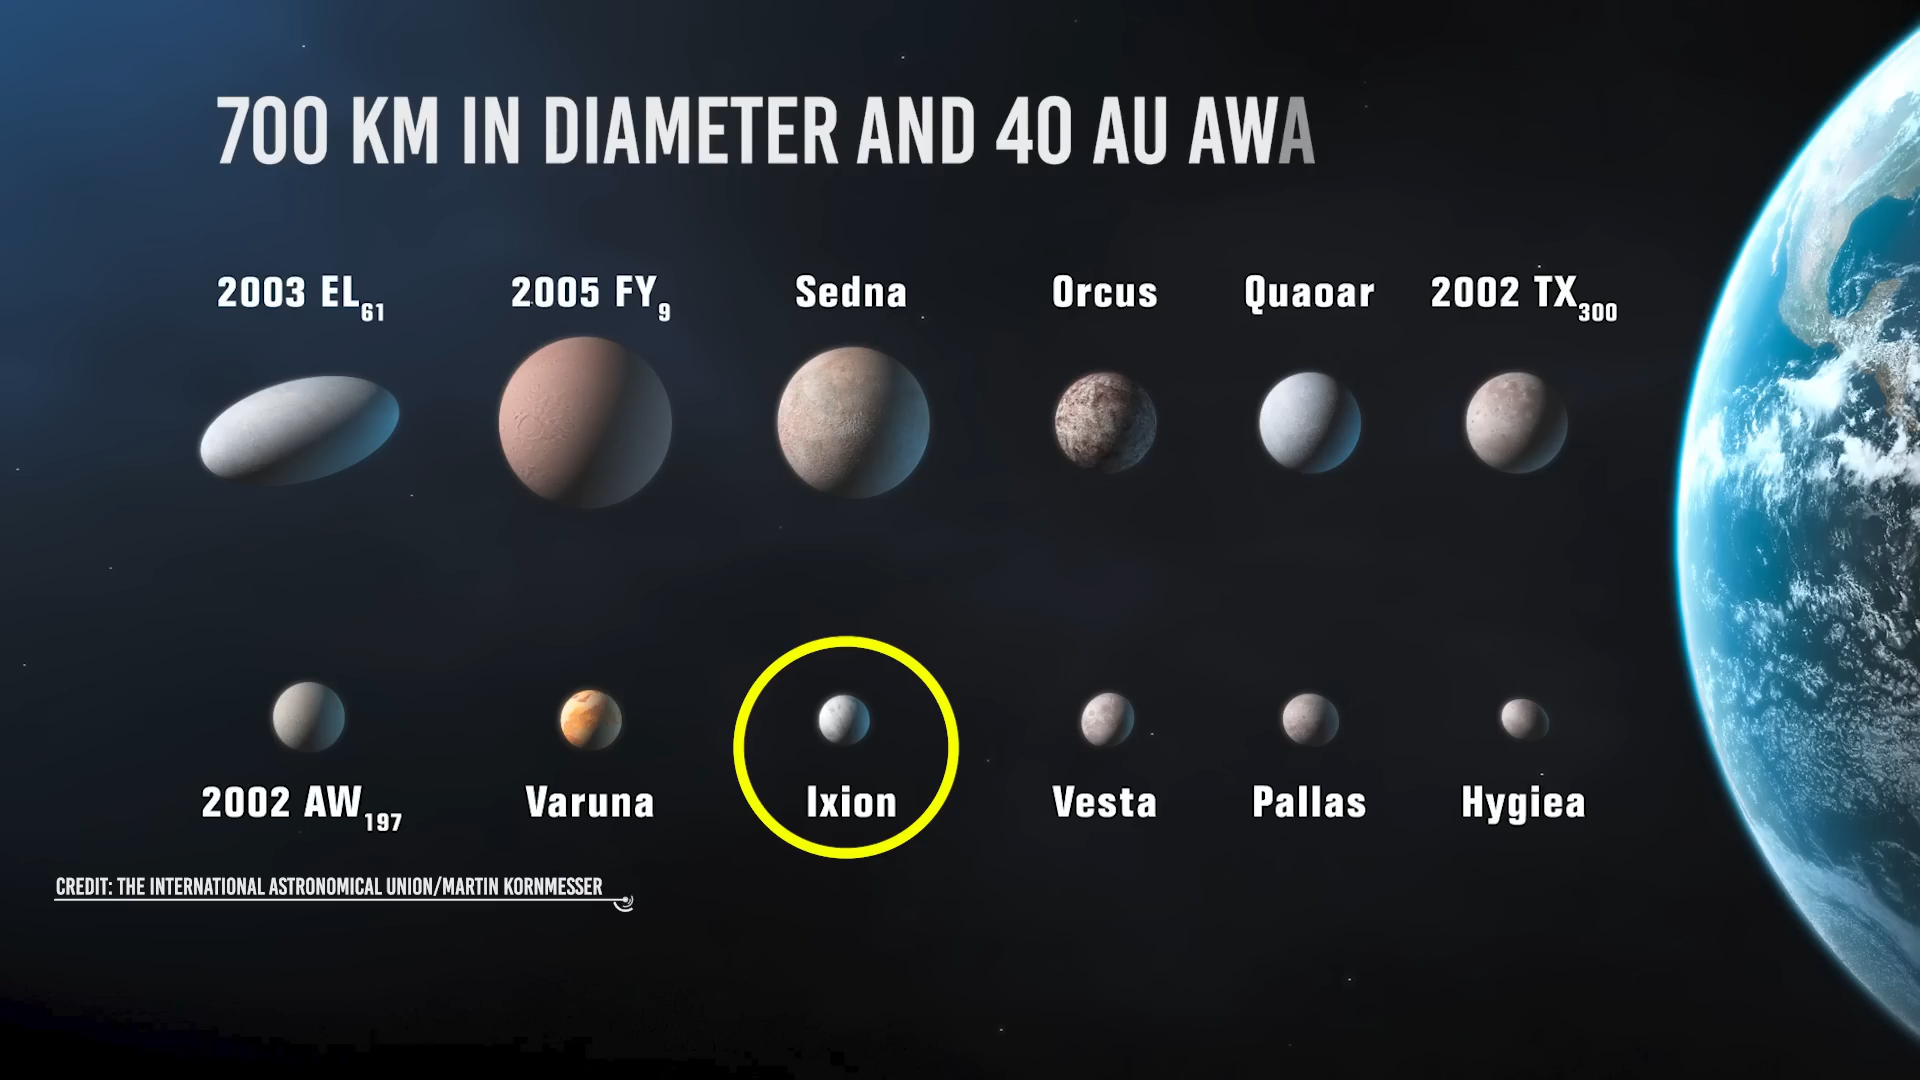 700 KM IN DIAMETER AND 40 AU AWA
2003 EL61 2005 FY9 Sedna Orcus Quaoar 2002 TX300
2002 AW197 Varuna Ixion Vesta Pallas Hygiea
CREDIT: THE INTERNATIONAL ASTRONOMICAL UNION/MARTIN KORNMESSER